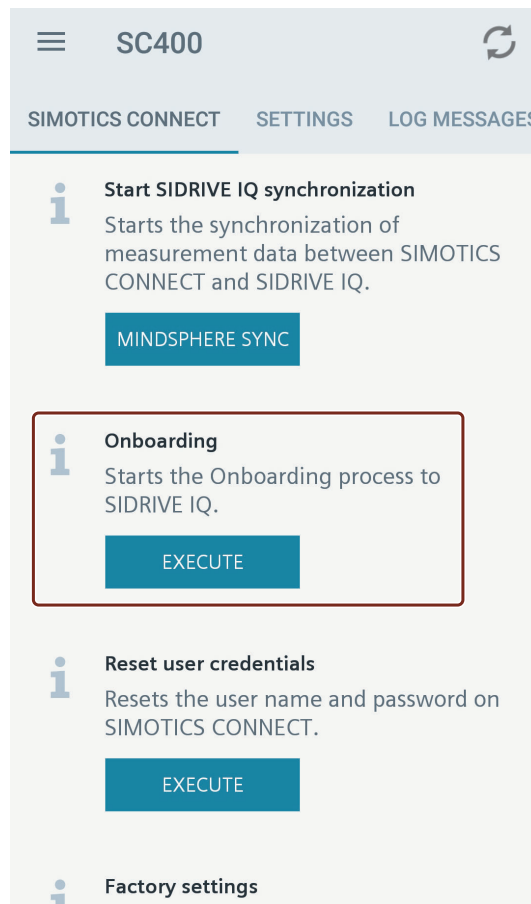 SC400
SIMOTICS CONNECT SETTINGS LOG MESSAGES
Start SIDRIVE IQ synchronization
Starts the synchronization of
measurement data between SIMOTICS
CONNECT and SIDRIVE IQ.
MINDSPHERE SYNC
Onboarding
Starts the Onboarding process to
SIDRIVE IQ.
EXECUTE
Reset user credentials
Resets the user name and password on
SIMOTICS CONNECT.
EXECUTE
Factory settings